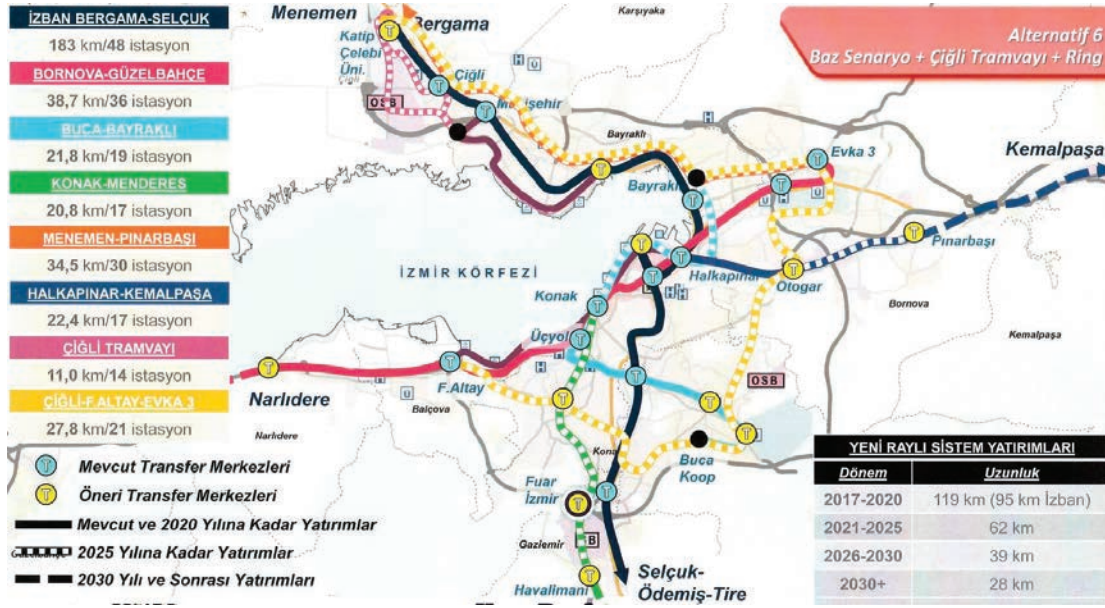 İZBAN BERGAMA-SELÇUK
183 km/48 istasyon
BORNOVA-GÜZELBAHÇE
38,7 km/36 istasyon
BUCA-BAYRAKLI
21,8 km/19 istasyon
KONAK-MENDERES
20,8 km/17 istasyon
MENEMEN-PINARBAŞI
34,5 km/30 istasyon
HALKAPINAR-KEMALPAŞA
22,4 km/17 istasyon
ÇİĞLİ TRAMVAYI
11,0 km/14 istasyon
ÇİĞLİ-F.ALTAY-EVKA 3
27,8 km/21 istasyon
Alternatif 6
Baz Senaryo + Çiğli Tramvayı + Ring
Menemen
Bergama
Karşıyaka
Katip
Çelebi
Üni.
Çiğli
Çiğli
OSB
Bayraklı
Bayraklı
Evka 3
Kemalpaşa
Pınarbaşı
İZMİR KÖRFEZİ
Halkapınar
Otogar
Bornova
Kemalpaşa
Konak
Üçyol
F.Altay
Balçova
Narlıdere
Narlıdere
OSB
Buca
Koop
Fuar
İzmir
Gaziemir
Havalimanı
Selçuk-
Ödemiş-Tire
Mevcut Transfer Merkezleri
Öneri Transfer Merkezleri
Mevcut ve 2020 Yılına Kadar Yatırımlar
2025 Yılına Kadar Yatırımlar
2030 Yılı ve Sonrası Yatırımları
YENİ RAYLI SİSTEM YATIRIMLARI
Dönem Uzunluk
2017-2020 119 km (95 km İzban)
2021-2025 62 km
2026-2030 39 km
2030+ 28 km